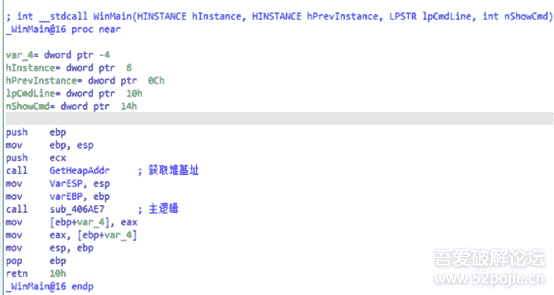 ; int __stdcall WinMain(HINSTANCE hInstance, HINSTANCE hPrevInstance, LPSTR lpCmdLine, int nShowCmd)
_WinMain@16 proc near
var_4= dword ptr -4
hInstance= dword ptr 8
hPrevInstance= dword ptr 0Ch
lpCmdLine= dword ptr 10h
nShowCmd= dword ptr 14h
push ebp
mov ebp, esp
push ecx
call GetHeapAddr ; 获取堆基址
mov VarESP, esp
mov varEBP, ebp
call sub_406AE7 ; 主逻辑
mov [ebp+var_4], eax
mov eax, [ebp+var_4]
mov esp, ebp
pop ebp
retn 10h
_WinMain@16 endp
吾爱破解论坛
www.52pojie.cn